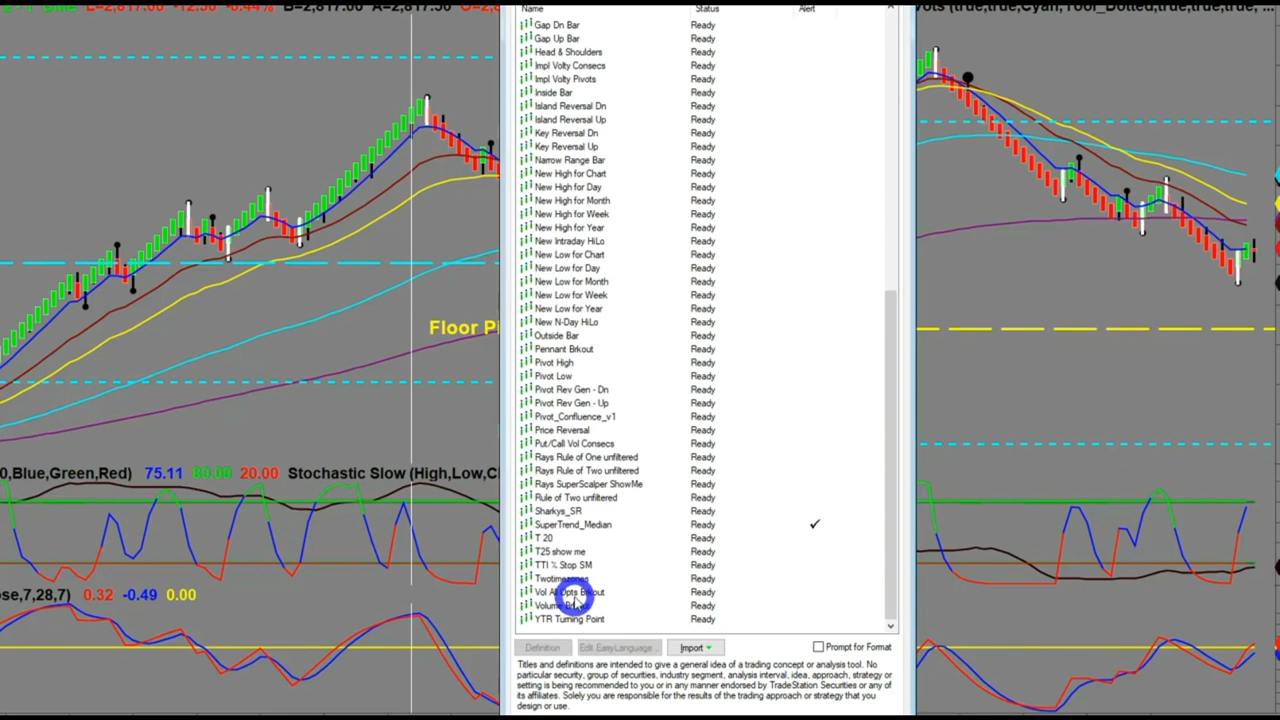 B=2,817.00
Name Status Alert
Gap Dn Bar Ready
Gap Up Bar Ready
Head & Shoulders Ready
Impl Volty Consecs Ready
Impl Volty Pivots Ready
Inside Bar Ready
Island Reversal Dn Ready
Island Reversal Up Ready
Key Reversal Dn Ready
Key Reversal Up Ready
Narrow Range Bar Ready
New High for Chart Ready
New High for Day Ready
New High for Month Ready
New High for Week Ready
New High for Year Ready
New Intraday HiLo Ready
New Low for Chart Ready
New Low for Day Ready
New Low for Month Ready
New Low for Week Ready
New Low for Year Ready
New N-Day HiLo Ready
Outside Bar Ready
Pennant Brkout Ready
Pivot High Ready
Pivot Low Ready
Pivot Rev Gen - Dn Ready
Pivot Rev Gen - Up Ready
Pivot_Confluence_v1 Ready
Price Reversal Ready
Put/Call Vol Consecs Ready
Rays Rule of One unfiltered Ready
Rays Rule of Two unfiltered Ready
Rays SuperScalper ShowMe Ready
Rule of Two unfiltered Ready
Sharkys_SR Ready
SuperTrend_Median Ready ✓
T 20 Ready
T25 show me Ready
TTI % Stop SM Ready
Twotimezones Ready
Vol All Opts Brkout Ready
Volume Ready
YTR Turning Point Ready
Definition Edit EasyLanguage... Import Prompt for Format
Titles and definitions are intended to give a general idea of a trading concept or analysis tool. No
particular security, group of securities, industry segment, analysis interval, idea, approach, strategy or
setting is being recommended to you or in any manner endorsed by TradeStation Securities or any of
its affiliates. Solely you are responsible for the results of the trading approach or strategy that you
design or use.
Floor Pi
0,Blue,Green,Red) 75.11 80.00 20.00 Stochastic Slow (High,Low,C
ose,7,28,7) 0.32 -0.49 0.00